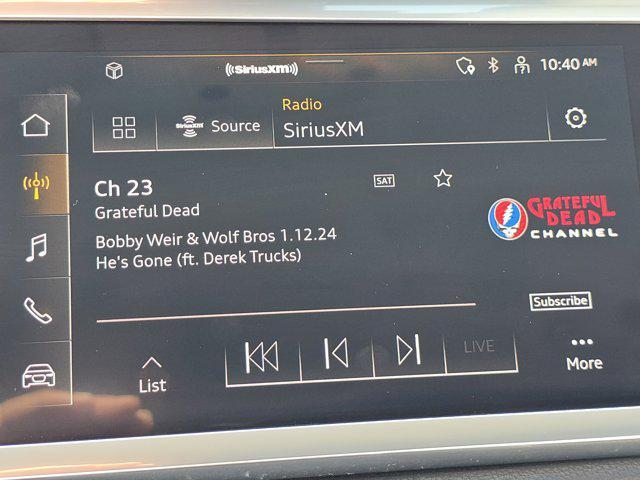 ((SiriusXM))
10:40 AM
SiriusXM
Source
Radio
SiriusXM
Ch 23
SAT
Grateful Dead
Bobby Weir & Wolf Bros 1.12.24
He's Gone (ft. Derek Trucks)
GRATEFUL
DEAD
CHANNEL
Subscribe
LIVE
List
More